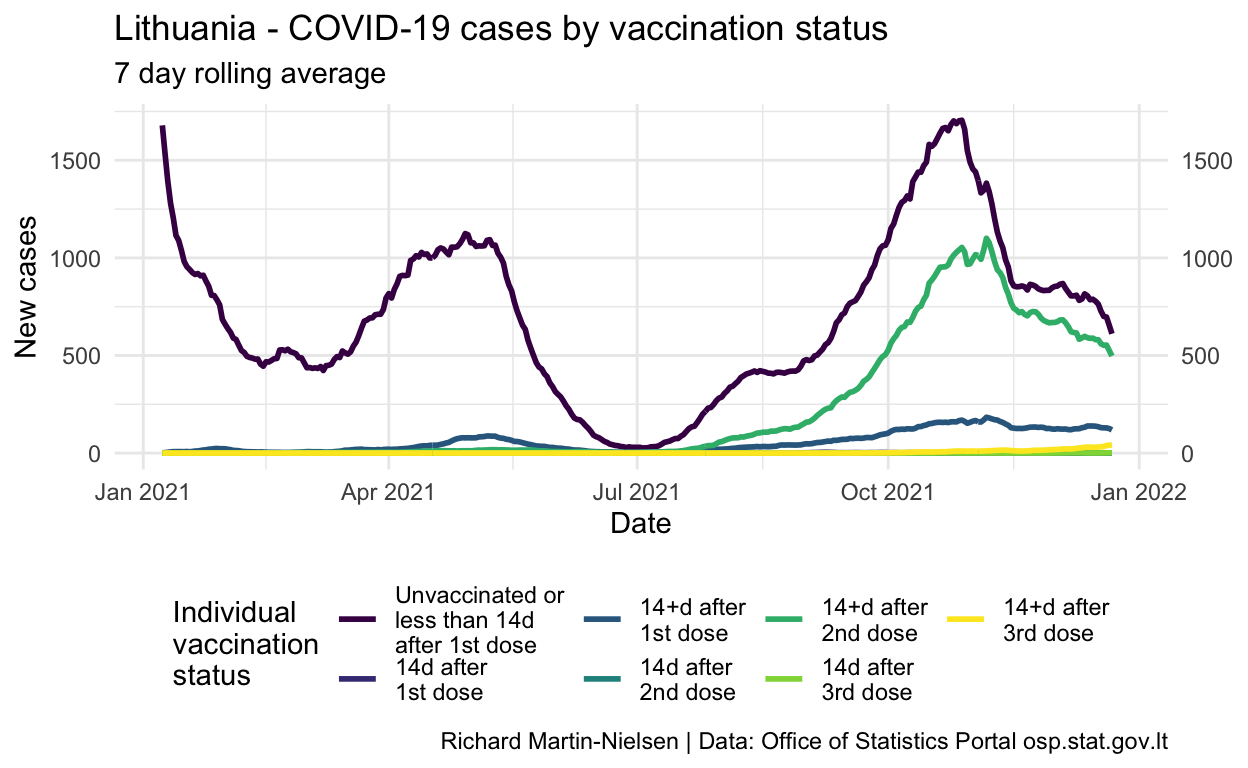 Lithuania - COVID-19 cases by vaccination status
7 day rolling average
New cases
1500
1000
500
0
1500
1000
500
0
Jan 2021
Apr 2021
Jul 2021
Oct 2021
Jan 2022
Date
Individual
vaccination
status
Unvaccinated or
less than 14d
after 1st dose
14d after
1st dose
14+d after
1st dose
14d after
2nd dose
14+d after
2nd dose
14d after
3rd dose
14+d after
3rd dose
Richard Martin-Nielsen | Data: Office of Statistics Portal osp.stat.gov.lt